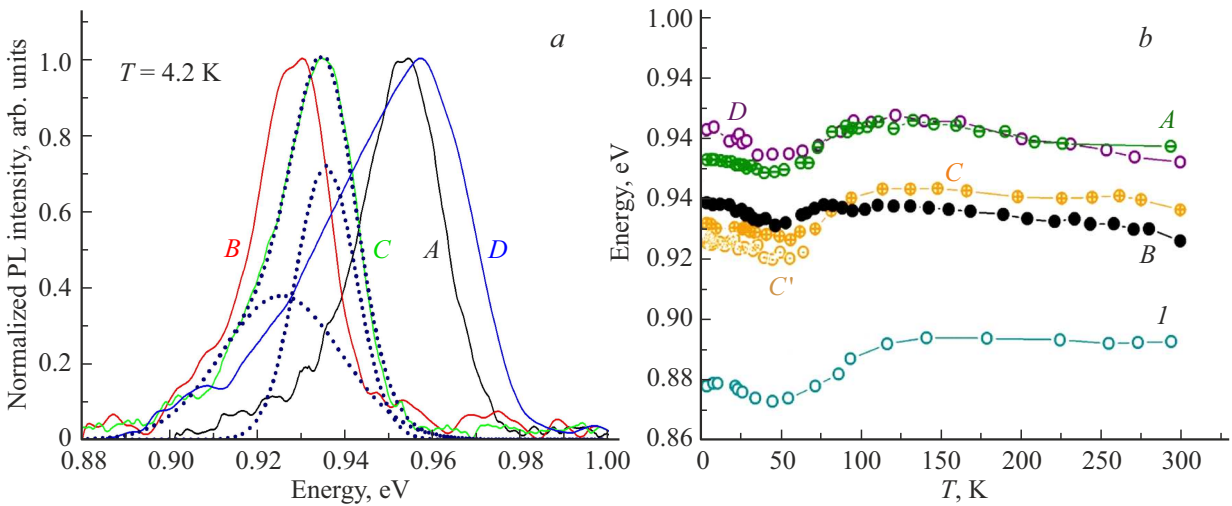 a
T = 4.2 K
Normalized PL intensity, arb. units
1.0
0.8
0.6
0.4
0.2
0
B
C
A
D
0.88
0.90
0.92
0.94
0.96
0.98
1.00
Energy, eV
b
Energy, eV
1.00
0.94
0.94
0.94
0.92
0.90
0.88
0.86
D
A
C
B
C'
1
0
50
100
150
200
250
300
T, K